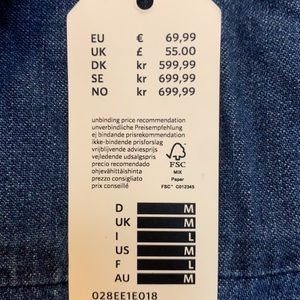 EU € 69,99
UK £ 55.00
DK kr 599,99
SE kr 699,99
NO kr 699,99
unbinding price recommendation
unverbindliche Preisempfehlung
ej bindande prisrekommendation
ikke-bindende prisforslag
vrijblijvende adviesprijs
vejledende udsalgspris
precio recomendado
ohjevähittäishinta
prezzo consigliato
prix conseillé
FSC
MIX
Paper
FSC™ C012345
D M
UK M
I L
US M
F L
AU M
028EE1E018